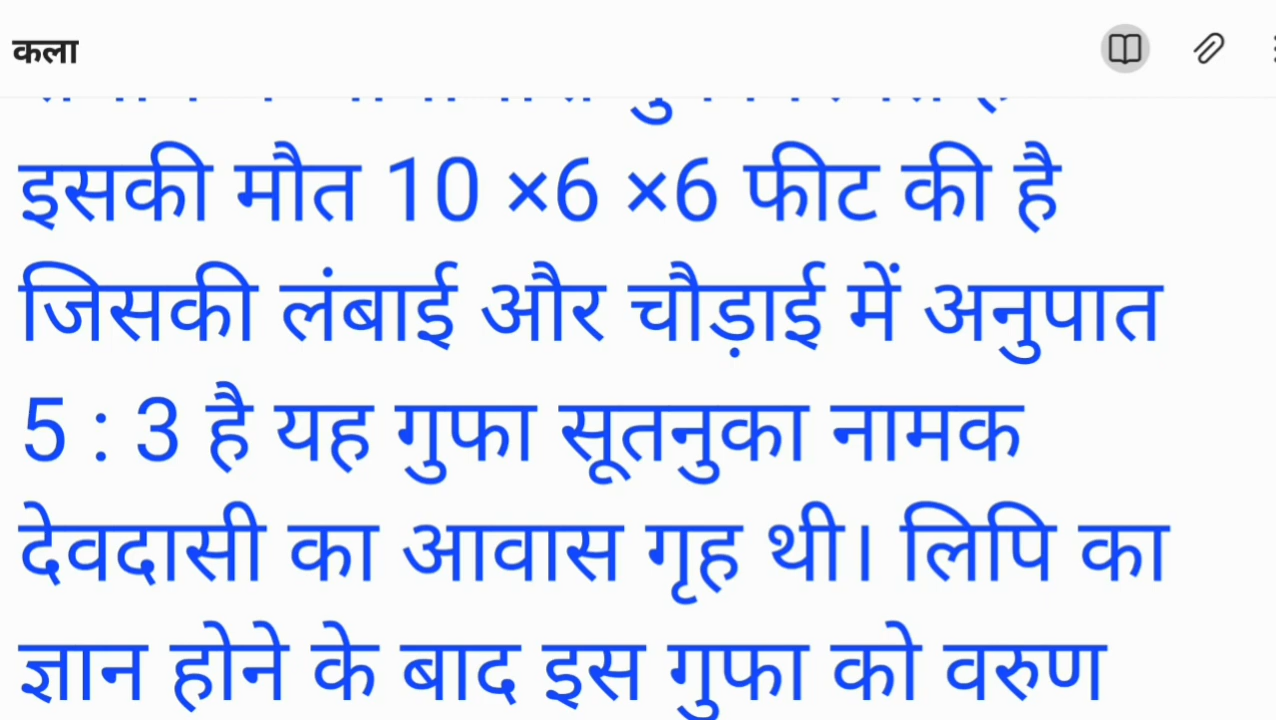 कला
इसकी मौत 10 ×6 ×6 फीट की है
जिसकी लंबाई और चौड़ाई में अनुपात
5 : 3 है यह गुफा सूतनुका नामक
देवदासी का आवास गृह थी। लिपि का
ज्ञान होने के बाद इस गुफा को वरुण